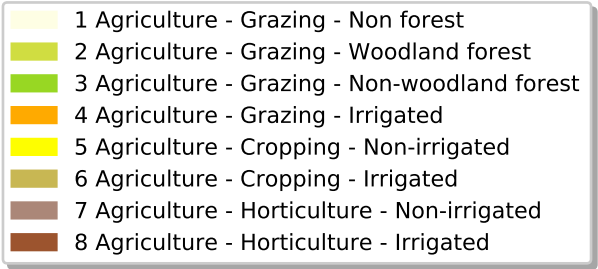 1 Agriculture - Grazing - Non forest
2 Agriculture - Grazing - Woodland forest
3 Agriculture - Grazing - Non-woodland forest
4 Agriculture - Grazing - Irrigated
5 Agriculture - Cropping - Non-irrigated
6 Agriculture - Cropping - Irrigated
7 Agriculture - Horticulture - Non-irrigated
8 Agriculture - Horticulture - Irrigated